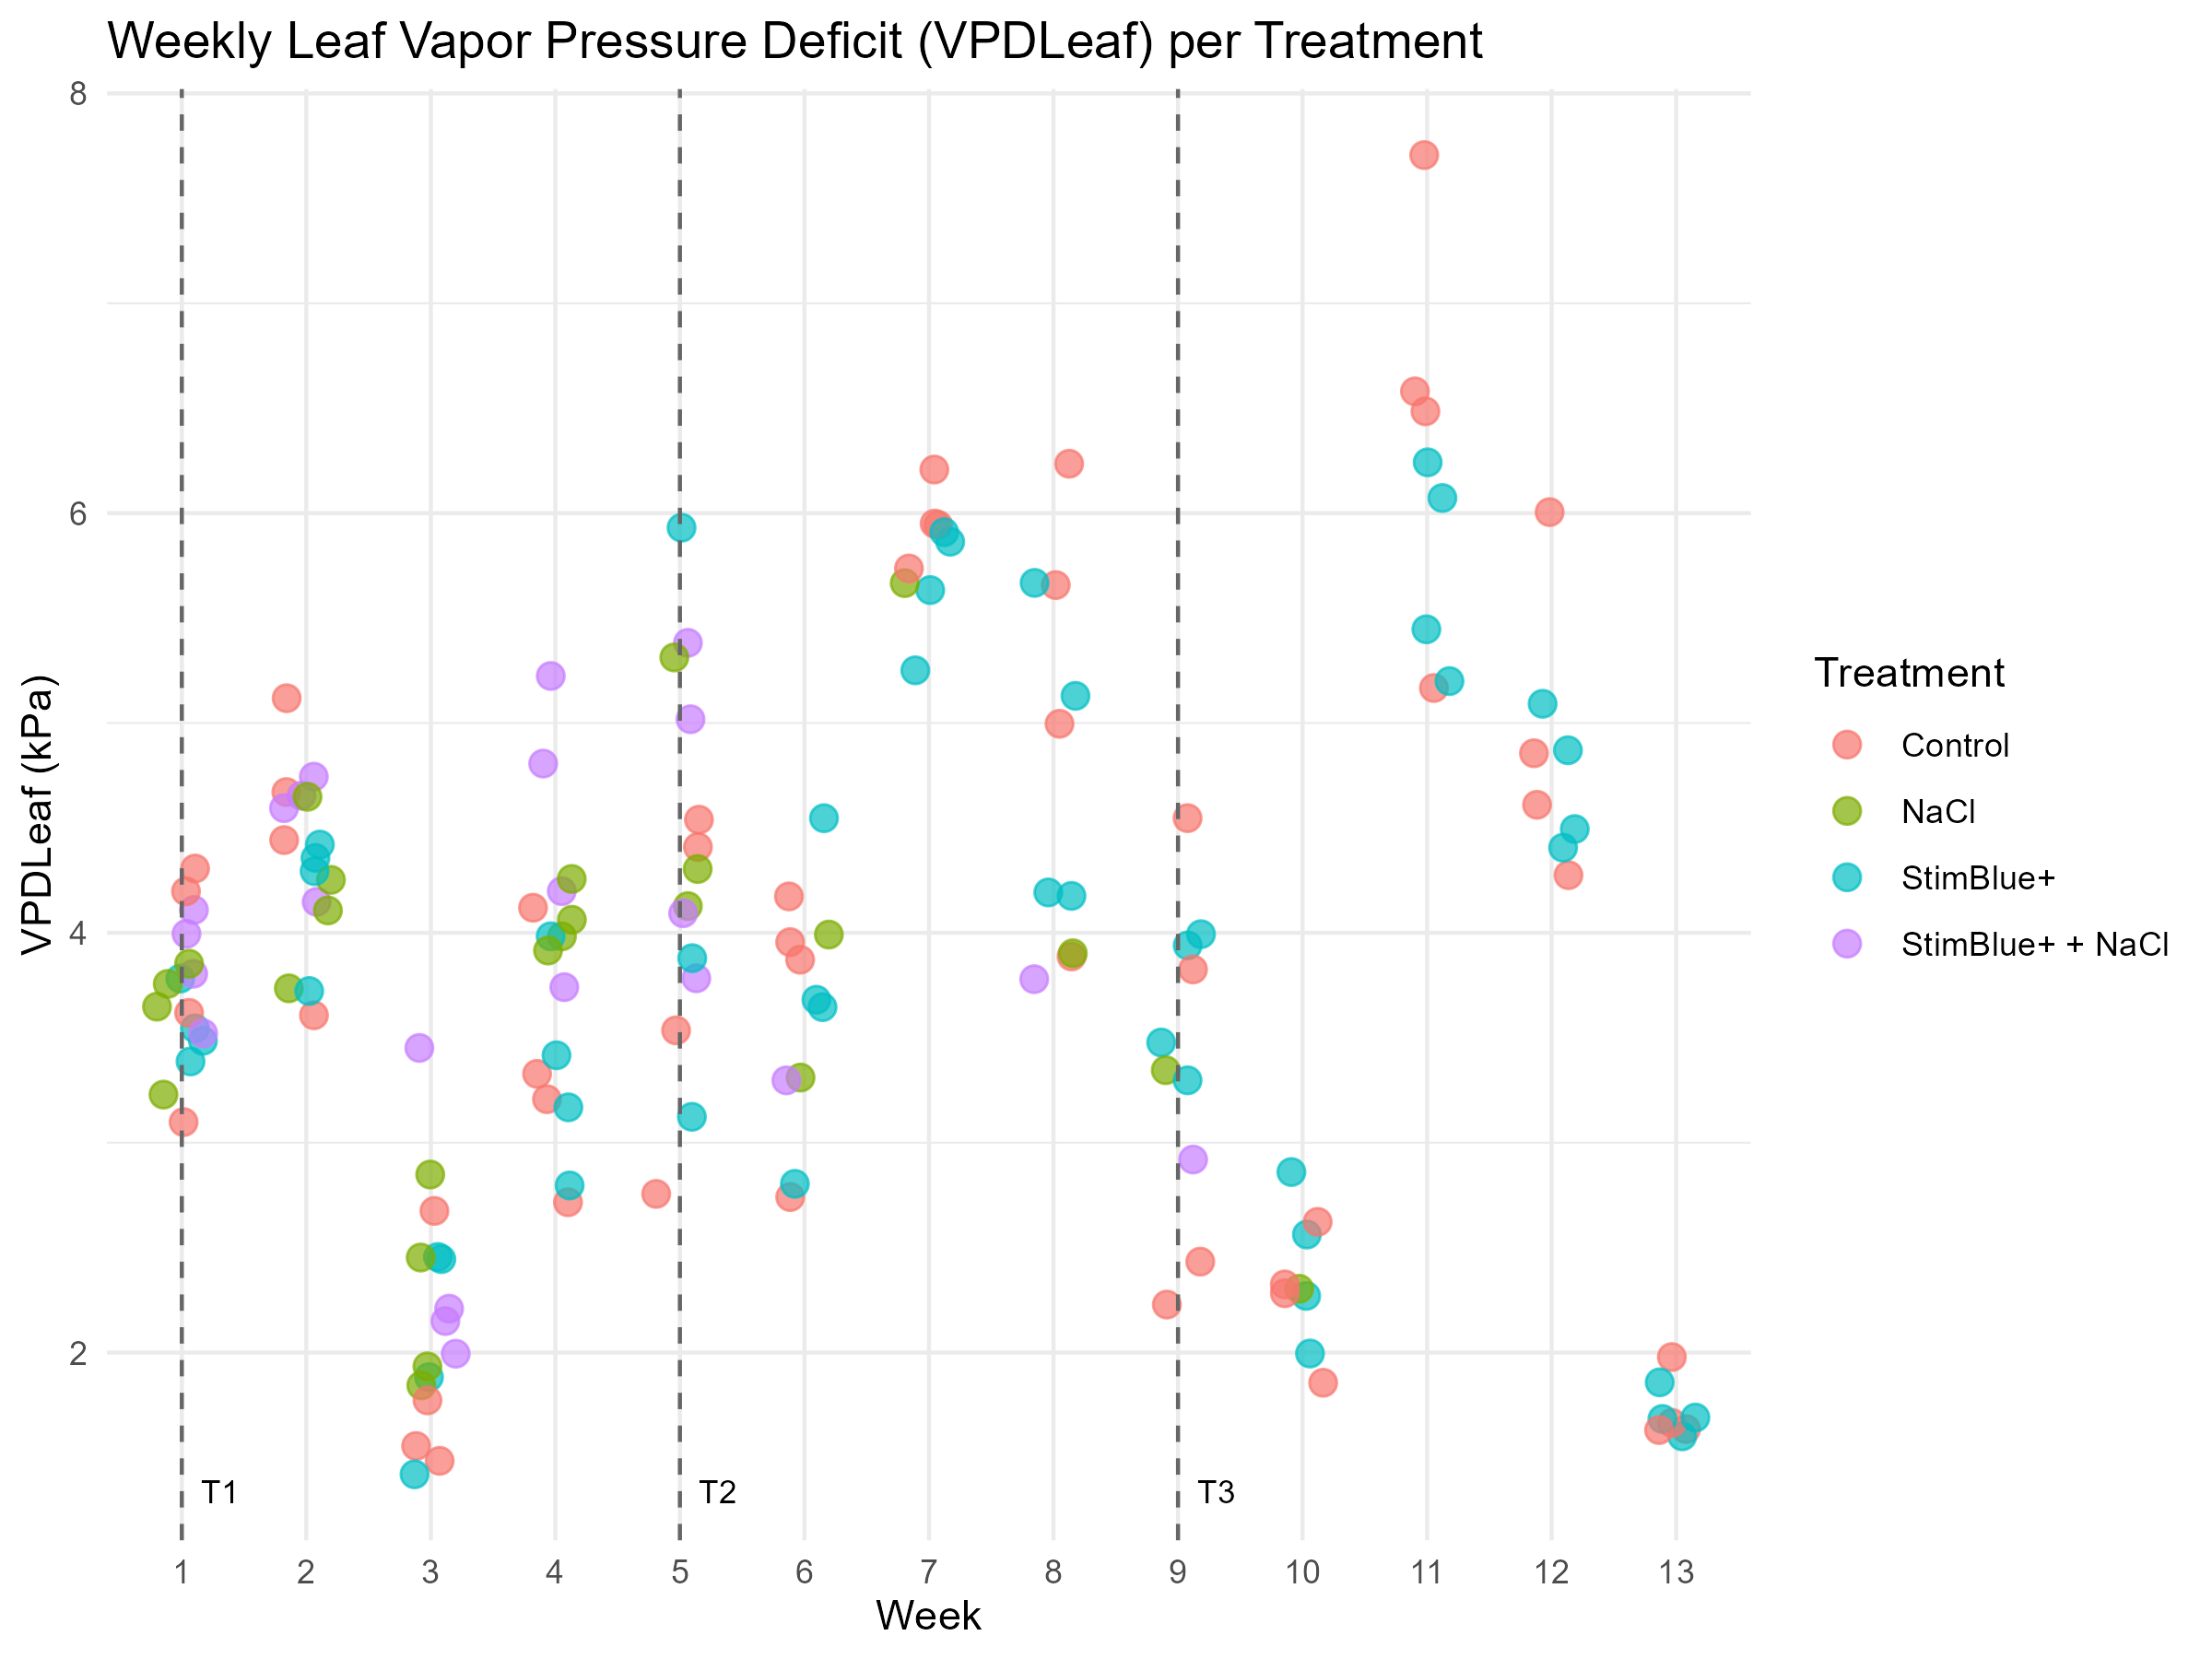 Weekly Leaf Vapor Pressure Deficit (VPDLeaf) per Treatment
8
6
4
2
VPDLeaf (kPa)
T1
T2
T3
1 2 3 4 5 6 7 8 9 10 11 12 13
Week
Treatment
Control
NaCl
StimBlue+
StimBlue+ + NaCl